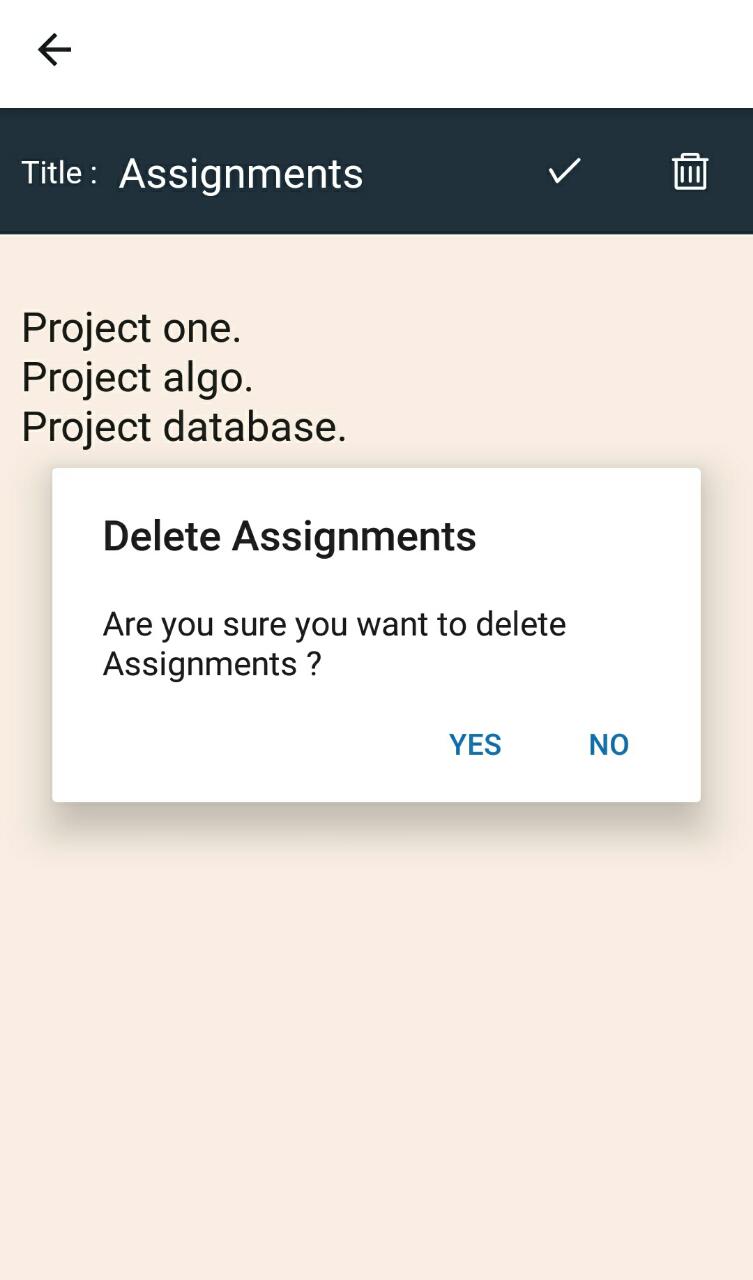 Title : Assignments
Project one.
Project algo.
Project database.
Delete Assignments
Are you sure you want to delete
Assignments ?
YES NO